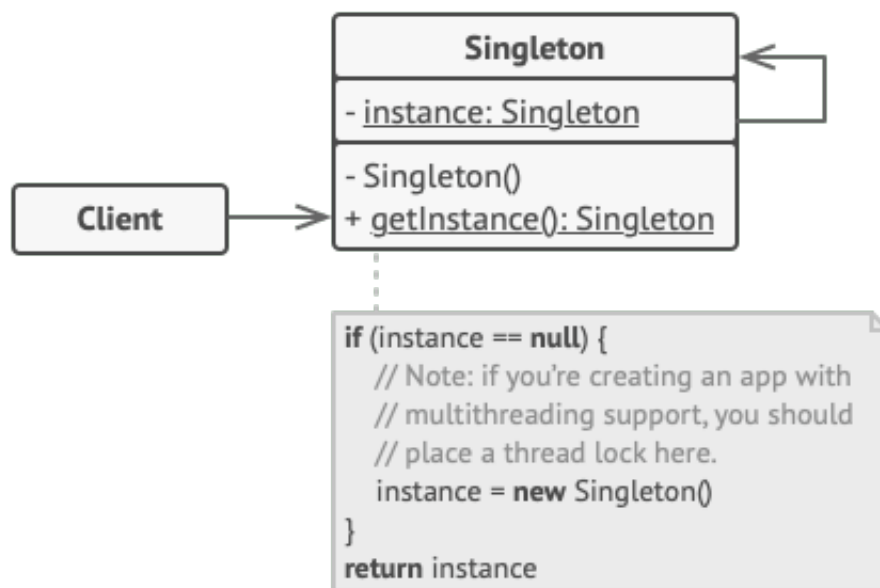 Singleton
- instance: Singleton
- Singleton()
+ getInstance(): Singleton
Client
if (instance == null) {
// Note: if you're creating an app with
// multithreading support, you should
// place a thread lock here.
instance = new Singleton()
}
return instance